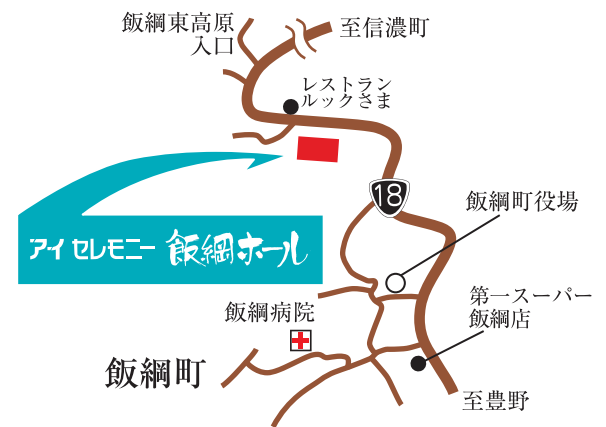 飯綱東高原
入口
至信濃町
レストラン
ルックさま
18
飯綱町役場
アイセレモニー 飯綱ホール
第一スーパー
飯綱店
飯綱病院
飯綱町
至豊野